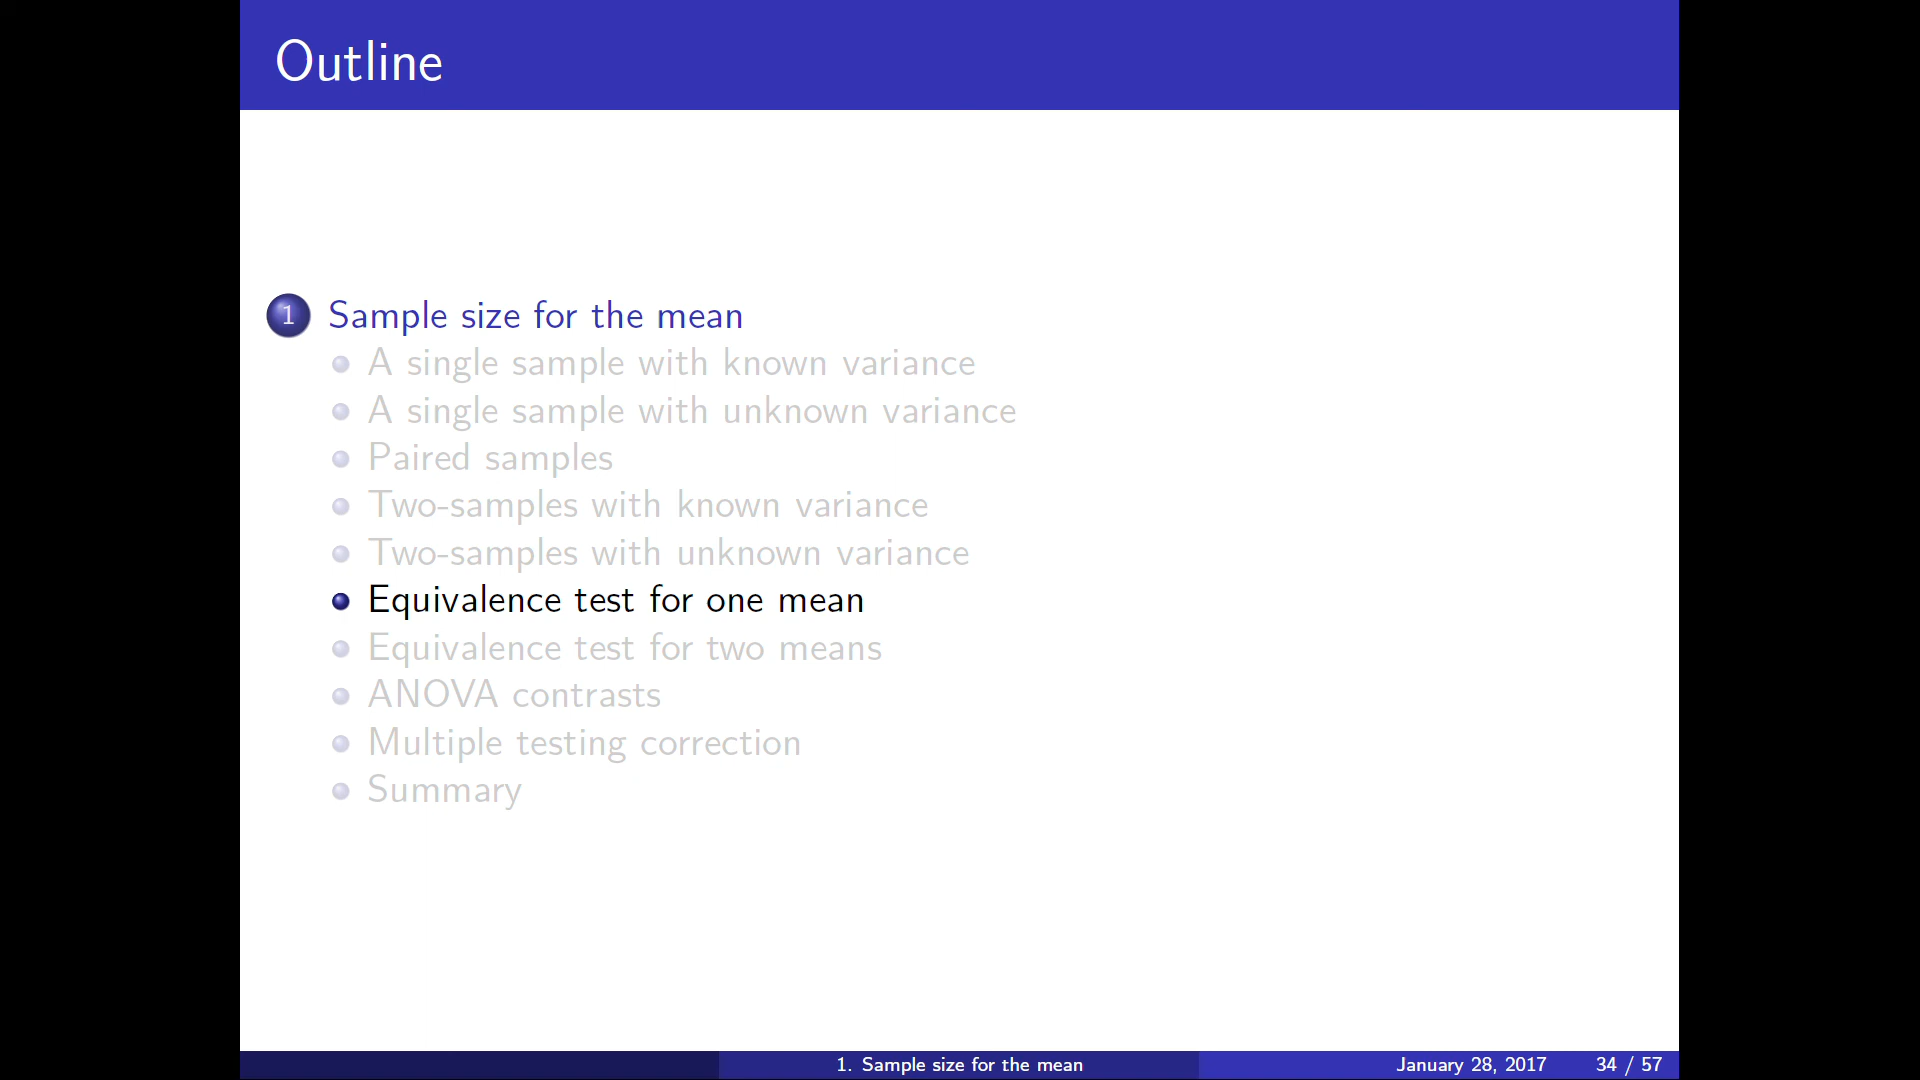 Outline
1 Sample size for the mean
A single sample with known variance
A single sample with unknown variance
Paired samples
Two-samples with known variance
Two-samples with unknown variance
Equivalence test for one mean
Equivalence test for two means
ANOVA contrasts
Multiple testing correction
Summary
1. Sample size for the mean January 28, 2017 34 / 57